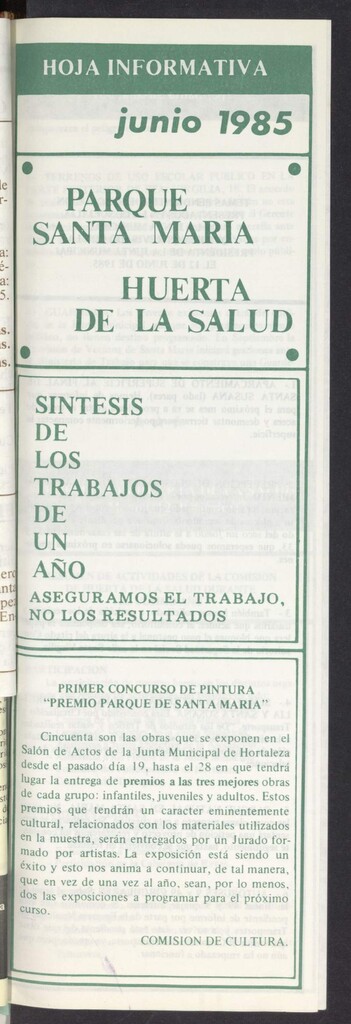 HOJA INFORMATIVA
junio 1985
PARQUE
SANTA MARIA
HUERTA
DE LA SALUD
SINTESIS
DE
LOS
TRABAJOS
DE
UN
AÑO
ASEGURAMOS EL TRABAJO,
NO LOS RESULTADOS
PRIMER CONCURSO DE PINTURA
"PREMIO PARQUE DE SANTA MARIA"
Cincuenta son las obras que se exponen en el
Salón de Actos de la Junta Municipal de Hortaleza
desde el pasado día 19, hasta el 28 en que tendrá
lugar la entrega de premios a las tres mejores obras
de cada grupo: infantiles, juveniles y adultos. Estos
premios que tendrán un caracter eminentemente
cultural, relacionados con los materiales utilizados
en la muestra, serán entregados por un Jurado for-
mado por artistas. La exposición está siendo un
éxito y esto nos anima a continuar, de tal manera,
que en vez de una vez al año, sean, por lo menos,
dos las exposiciones a programar para el próximo
curso.
COMISION DE CULTURA.